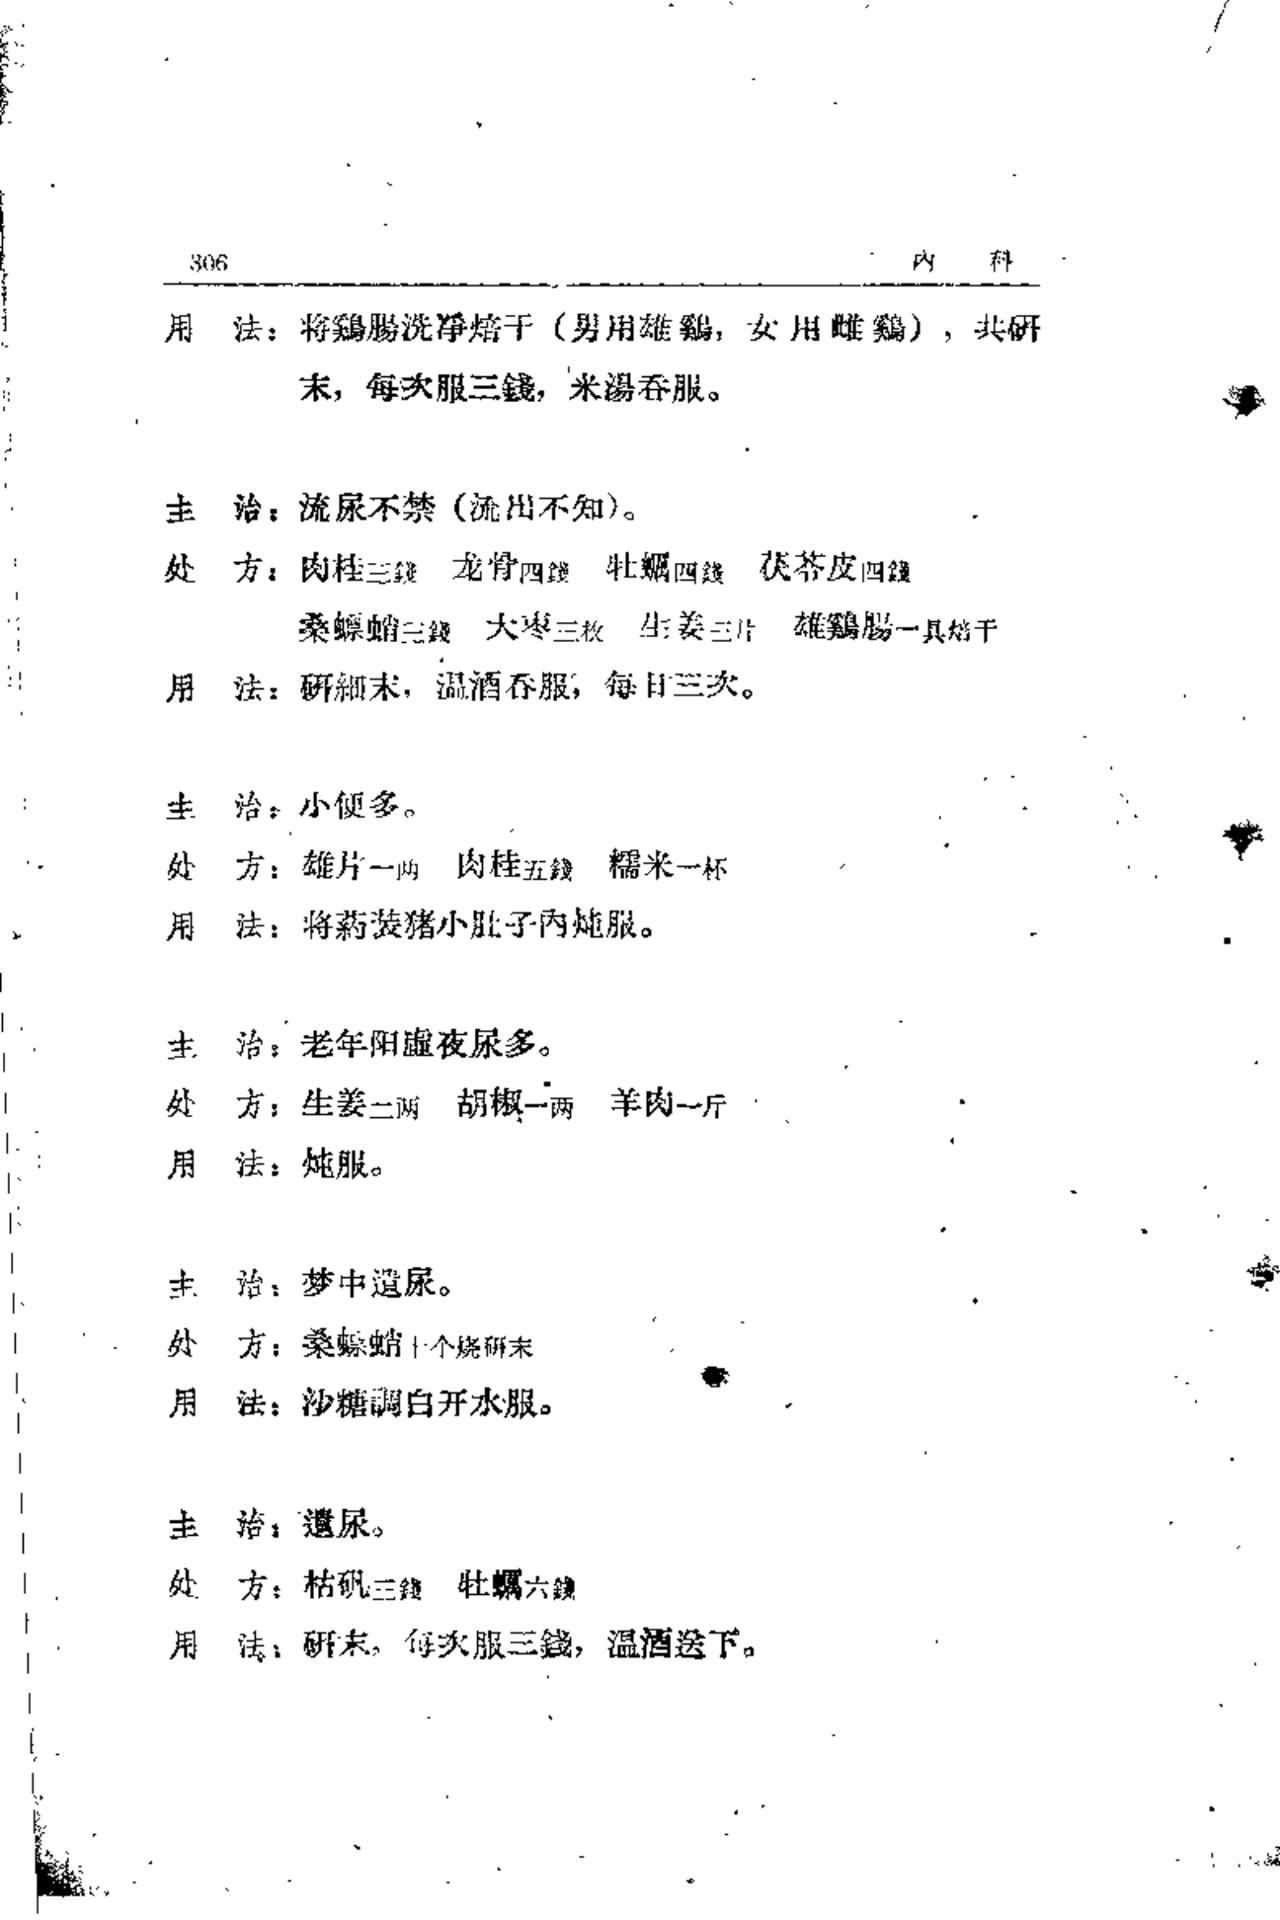 306 內科
用 法：将鷄腸洗凈焙干（男用雄鷄，女用雌鷄），共研
末，每次服三錢，米湯吞服。
主 治：流尿不禁（流出不知）。
处 方：肉桂三錢 龙骨四錢 牡蠣四錢 茯苓皮四錢
桑螵蛸三錢 大枣三枚 生姜三片 雄鷄腸一具焙干
用 法：研細末，温酒吞服，每日三次。
主 治：小便多。
处 方：雄片一两 肉桂五錢 糯米一杯
用 法：将葯装猪小肚子內炖服。
主 治：老年阳虚夜尿多。
处 方：生姜二两 胡椒一两 羊肉一斤
用 法：炖服。
主 治：梦中遺尿。
处 方：桑螵蛸十个烧研末
用 法：沙糖調白开水服。
主 治：遺尿。
处 方：枯矾三錢 牡蠣六錢
用 法：研末，每次服三錢，温酒送下。